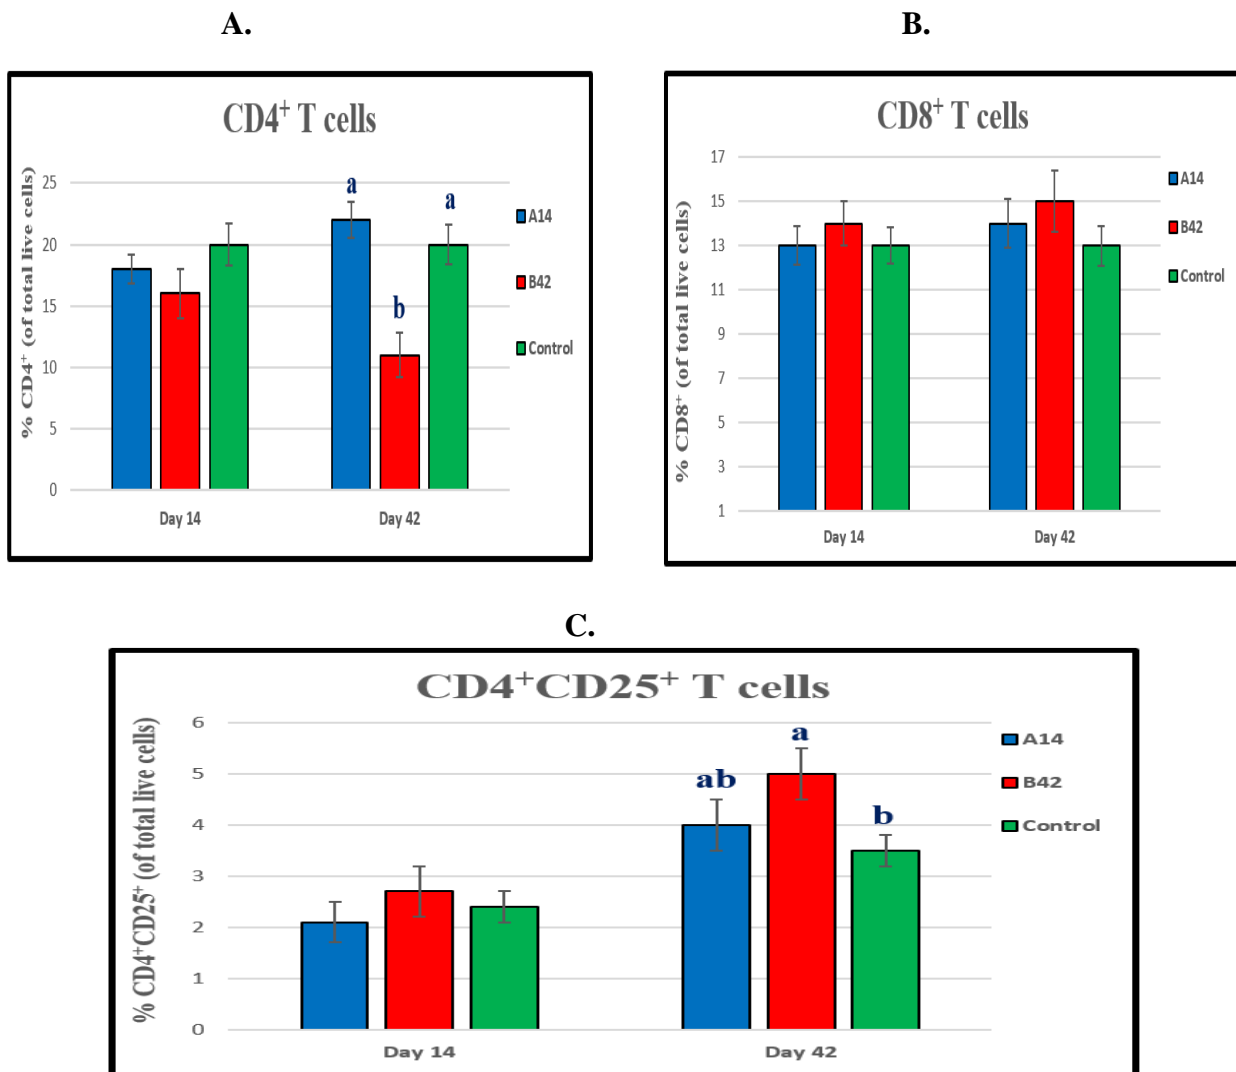 A.
CD4⁺ T cells
% CD4⁺ (of total live cells)
25
20
15
10
5
0
a
b
a
Day 14
Day 42
A14
B42
Control
B.
CD8⁺ T cells
% CD8⁺ (of total live cells)
17
15
13
11
9
7
5
3
1
Day 14
Day 42
A14
B42
Control
C.
CD4⁺CD25⁺ T cells
% CD4⁺CD25⁺ (of total live cells)
6
5
4
3
2
1
0
ab
a
b
Day 14
Day 42
A14
B42
Control